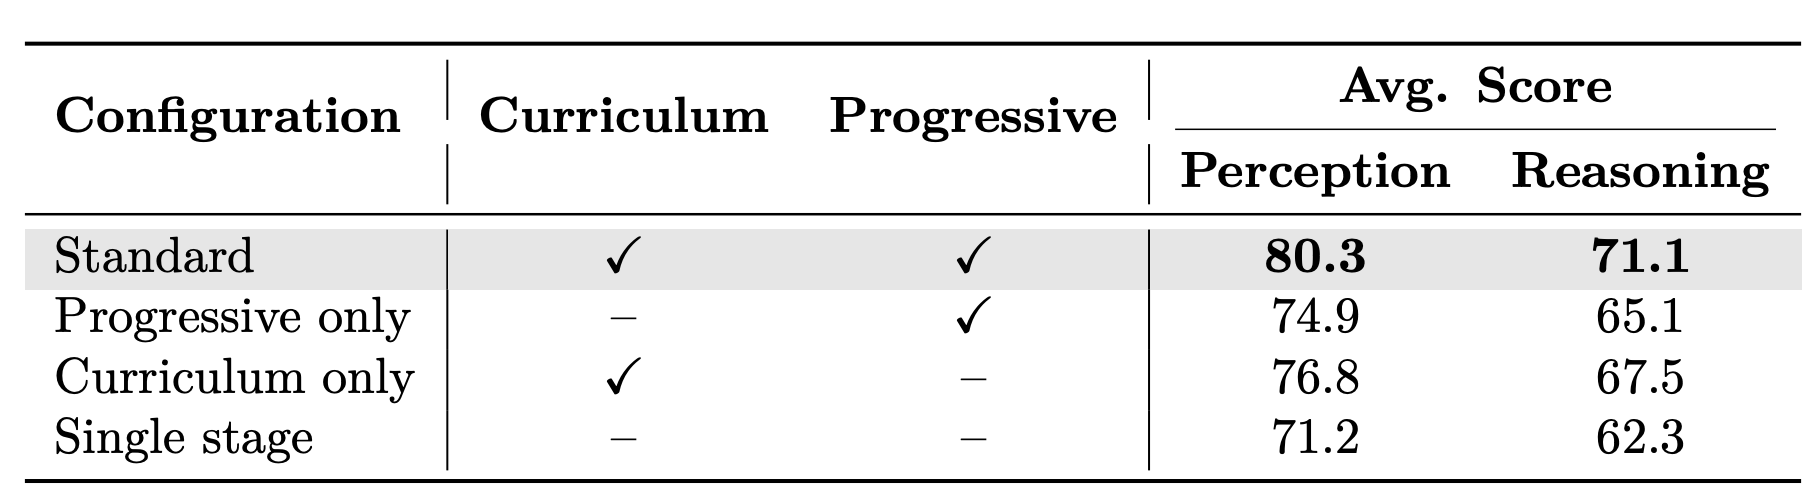 Avg. Score
Configuration Curriculum Progressive
Perception Reasoning
Standard ✓ ✓ 80.3 71.1
Progressive only – ✓ 74.9 65.1
Curriculum only ✓ – 76.8 67.5
Single stage – – 71.2 62.3